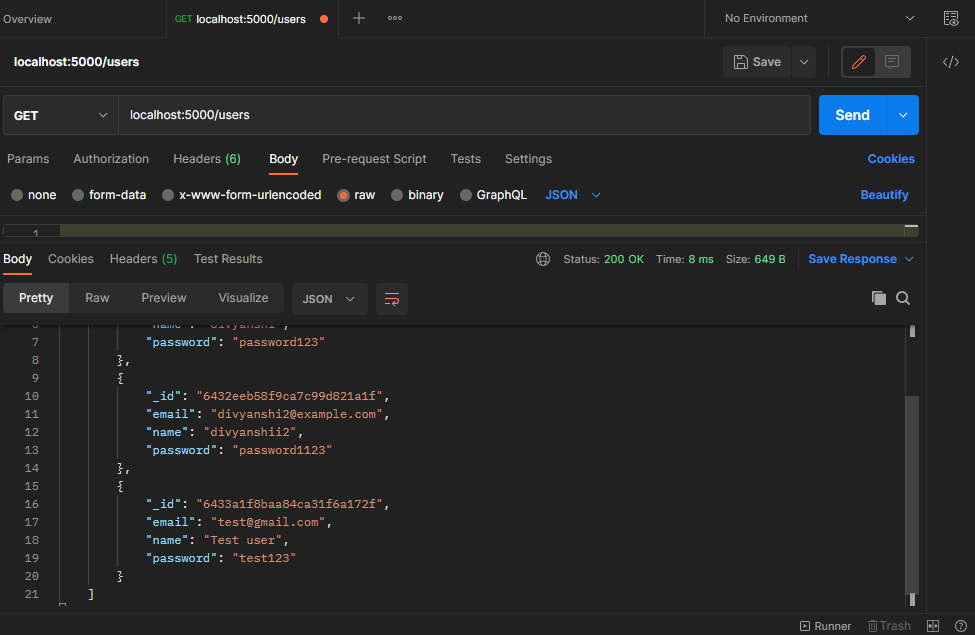 Overview
GET localhost:5000/users
No Environment
localhost:5000/users
Save
GET
localhost:5000/users
Send
Params Authorization Headers (6) Body Pre-request Script Tests Settings Cookies
none form-data x-www-form-urlencoded raw binary GraphQL JSON Beautify
1
Body Cookies Headers (5) Test Results Status: 200 OK Time: 8 ms Size: 649 B Save Response
Pretty Raw Preview Visualize JSON
6 "name": "divyanshi",
7 "password": "password123"
8 },
9 {
10 "_id": "6432eeb58f9ca7c99d821a1f",
11 "email": "divyanshi2@example.com",
12 "name": "divyanshii2",
13 "password": "password1123"
14 },
15 {
16 "_id": "6433a1f8baa84ca31f6a172f",
17 "email": "test@gmail.com",
18 "name": "Test user",
19 "password": "test123"
20 }
21 ]
Runner Trash